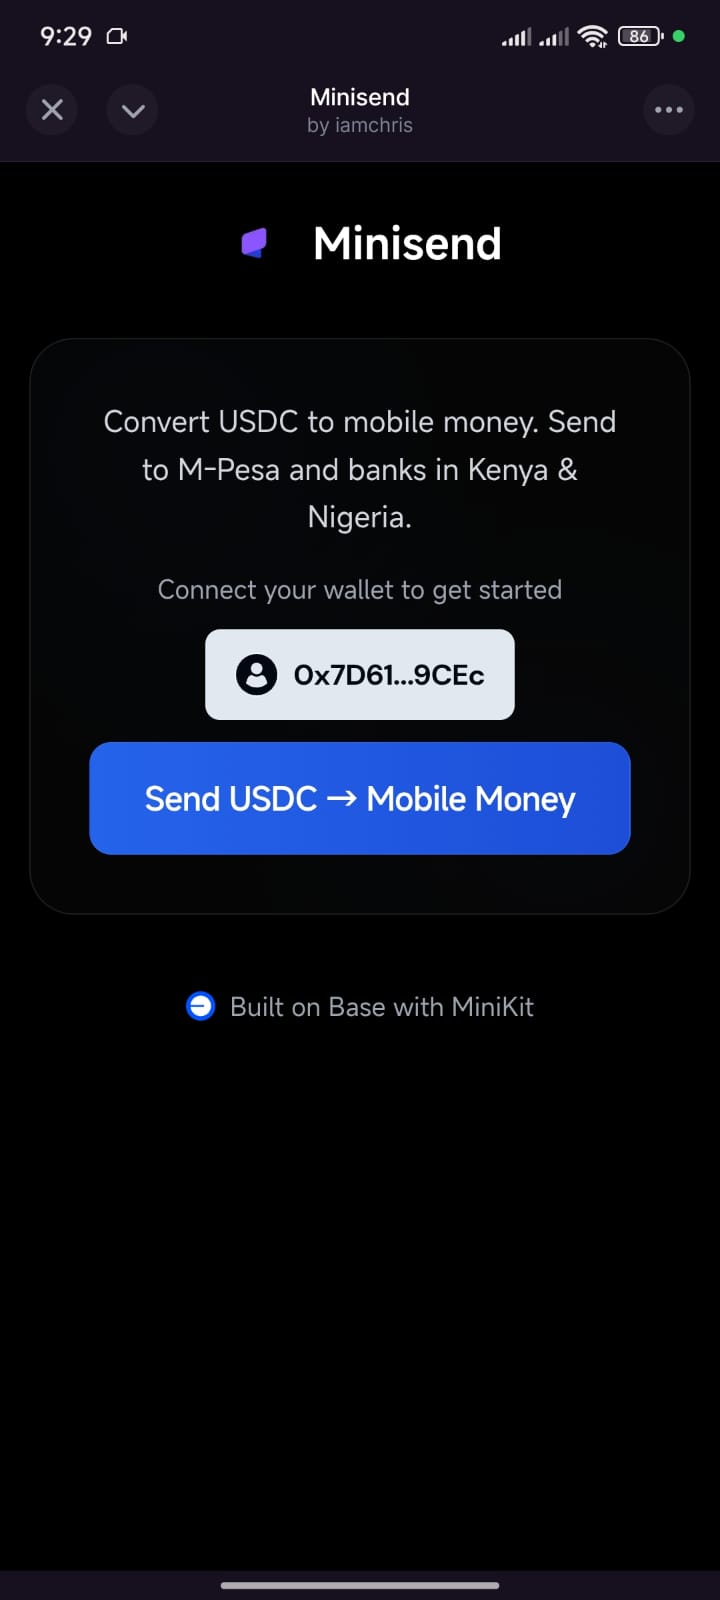 9:29
86
Minisend
by iamchris
Minisend
Convert USDC to mobile money. Send
to M-Pesa and banks in Kenya &
Nigeria.
Connect your wallet to get started
0x7D61...9CEc
Send USDC → Mobile Money
Built on Base with MiniKit